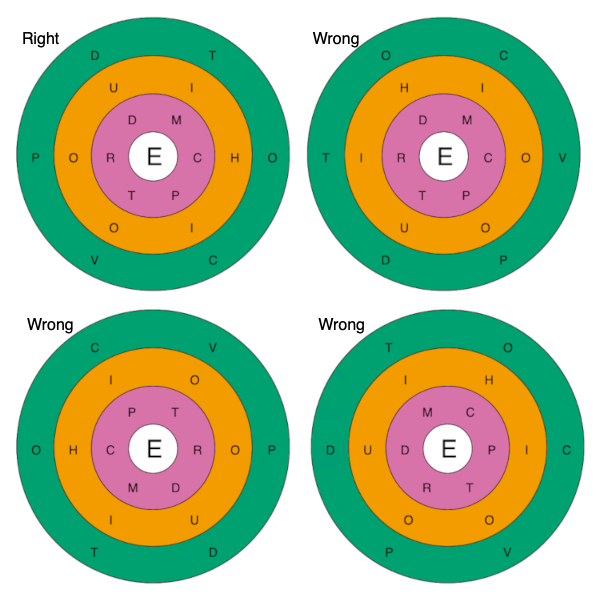 Right
Wrong
D T
O C
U I
H I
D M
D M
P O R E C H O
T I R E C O V
T P
T P
O I
U O
V C
D P
Wrong
Wrong
C V
T O
I O
I H
P T
M C
O H C E R O P
D U D E P I C
M D
R T
I U
O O
T D
P V